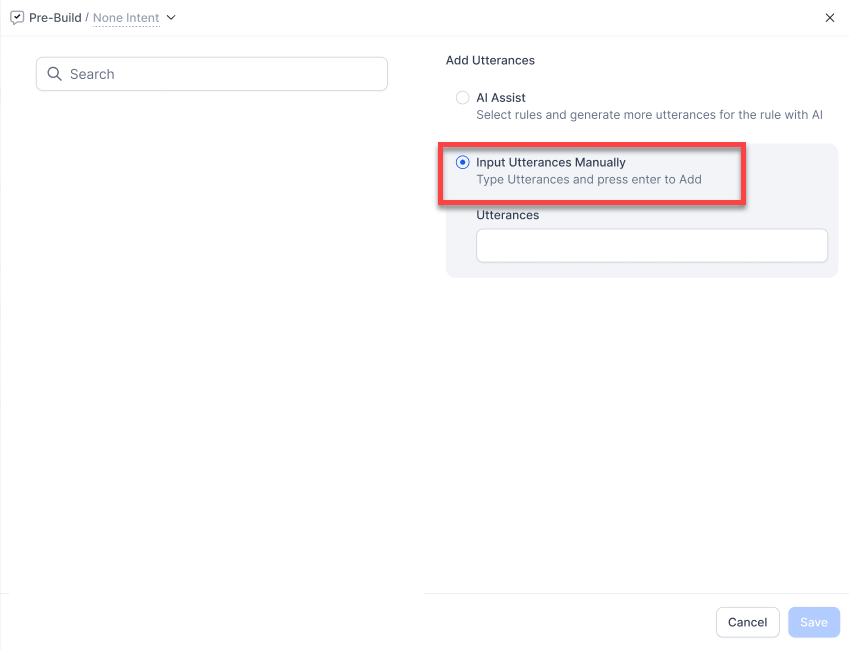 Pre-Build / None Intent
Search
Add Utterances
AI Assist
Select rules and generate more utterances for the rule with AI
Input Utterances Manually
Type Utterances and press enter to Add
Utterances
Cancel
Save